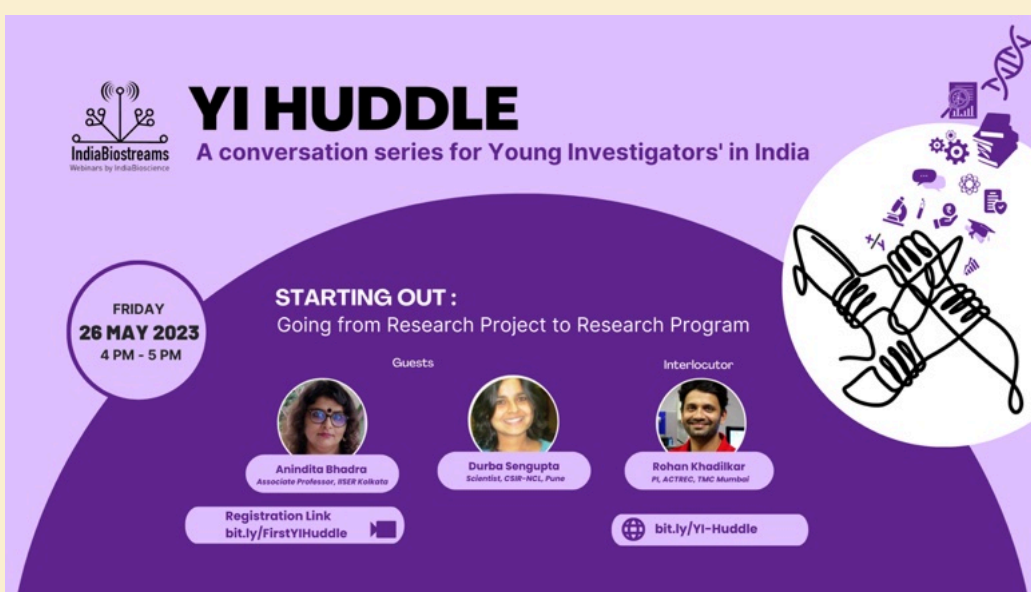 YI HUDDLE
A conversation series for Young Investigators' in India
IndiaBiostreams
Webinars by IndiaBioscience
FRIDAY
26 MAY 2023
4 PM - 5 PM
STARTING OUT :
Going from Research Project to Research Program
Guests
Interlocutor
Anindita Bhadra
Associate Professor, IISER Kolkata
Durba Sengupta
Scientist, CSIR-NCL, Pune
Rohan Khadilkar
PI, ACTREC, TMC Mumbai
Registration Link
bit.ly/FirstYIHuddle
bit.ly/YI-Huddle